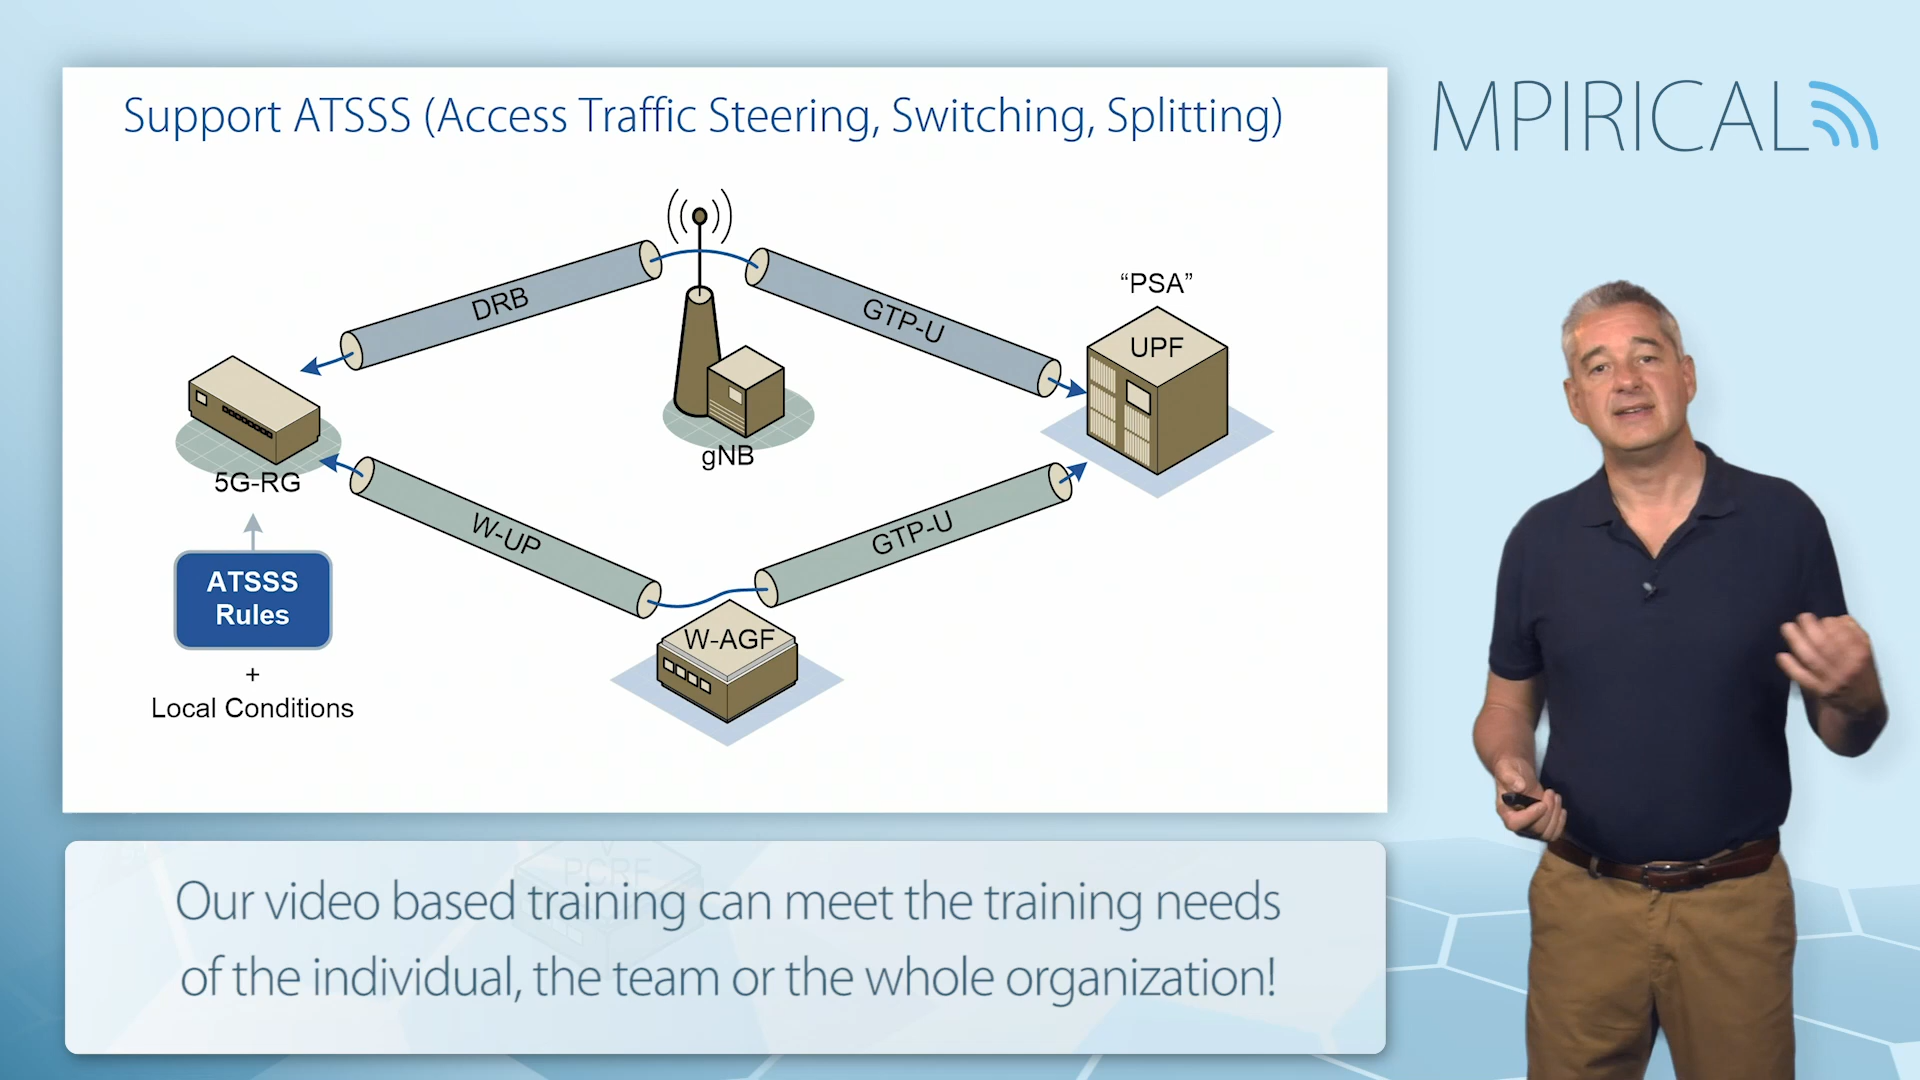 Support ATSSS (Access Traffic Steering, Switching, Splitting)
MPIRICAL
DRB
GTP-U
“PSA”
UPF
gNB
5G-RG
W-UP
GTP-U
ATSSS
Rules
W-AGF
+
Local Conditions
PCRF
Our video based training can meet the training needs
of the individual, the team or the whole organization!